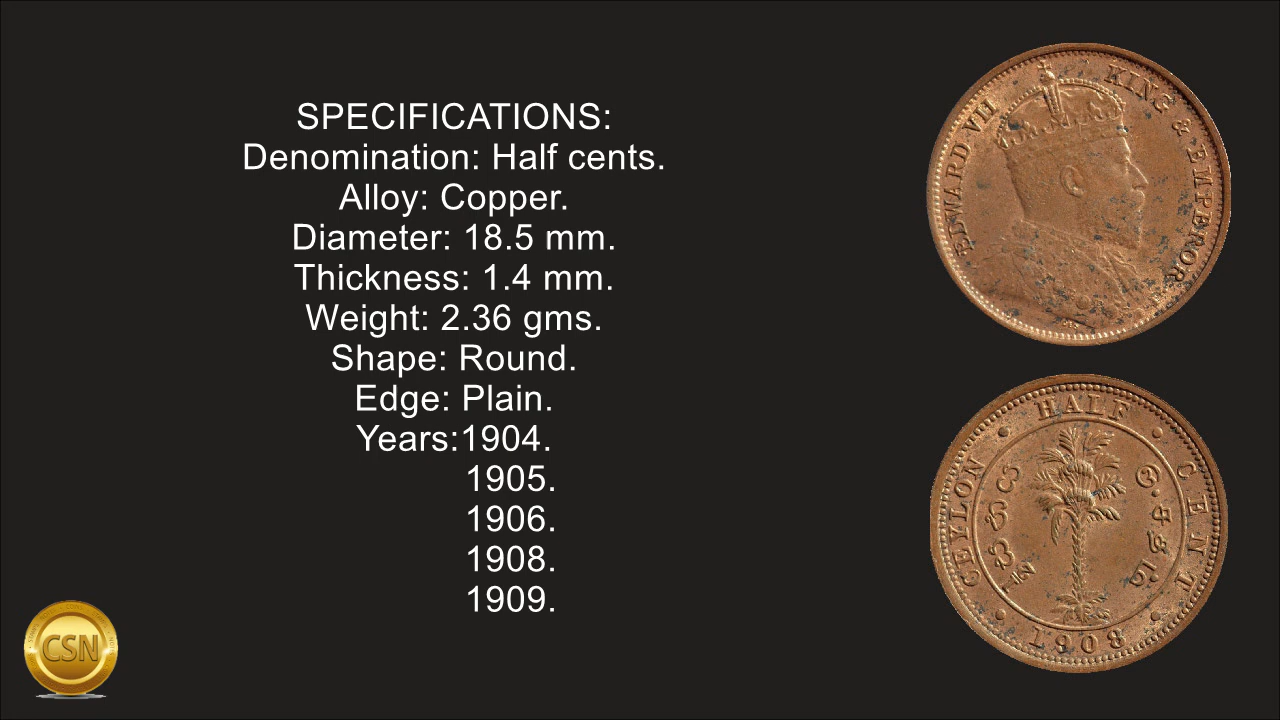 SPECIFICATIONS:
Denomination: Half cents.
Alloy: Copper.
Diameter: 18.5 mm.
Thickness: 1.4 mm.
Weight: 2.36 gms.
Shape: Round.
Edge: Plain.
Years:1904.
1905.
1906.
1908.
1909.
EDWARD VII KING & EMPEROR
CEYLON HALF CENT
1908
CSN